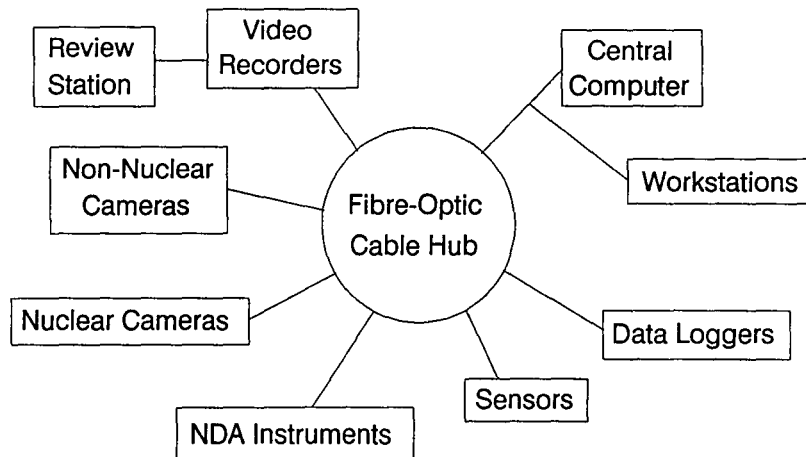 Review
Station
Video
Recorders
Central
Computer
Non-Nuclear
Cameras
Fibre-Optic
Cable Hub
Workstations
Nuclear Cameras
Data Loggers
Sensors
NDA Instruments